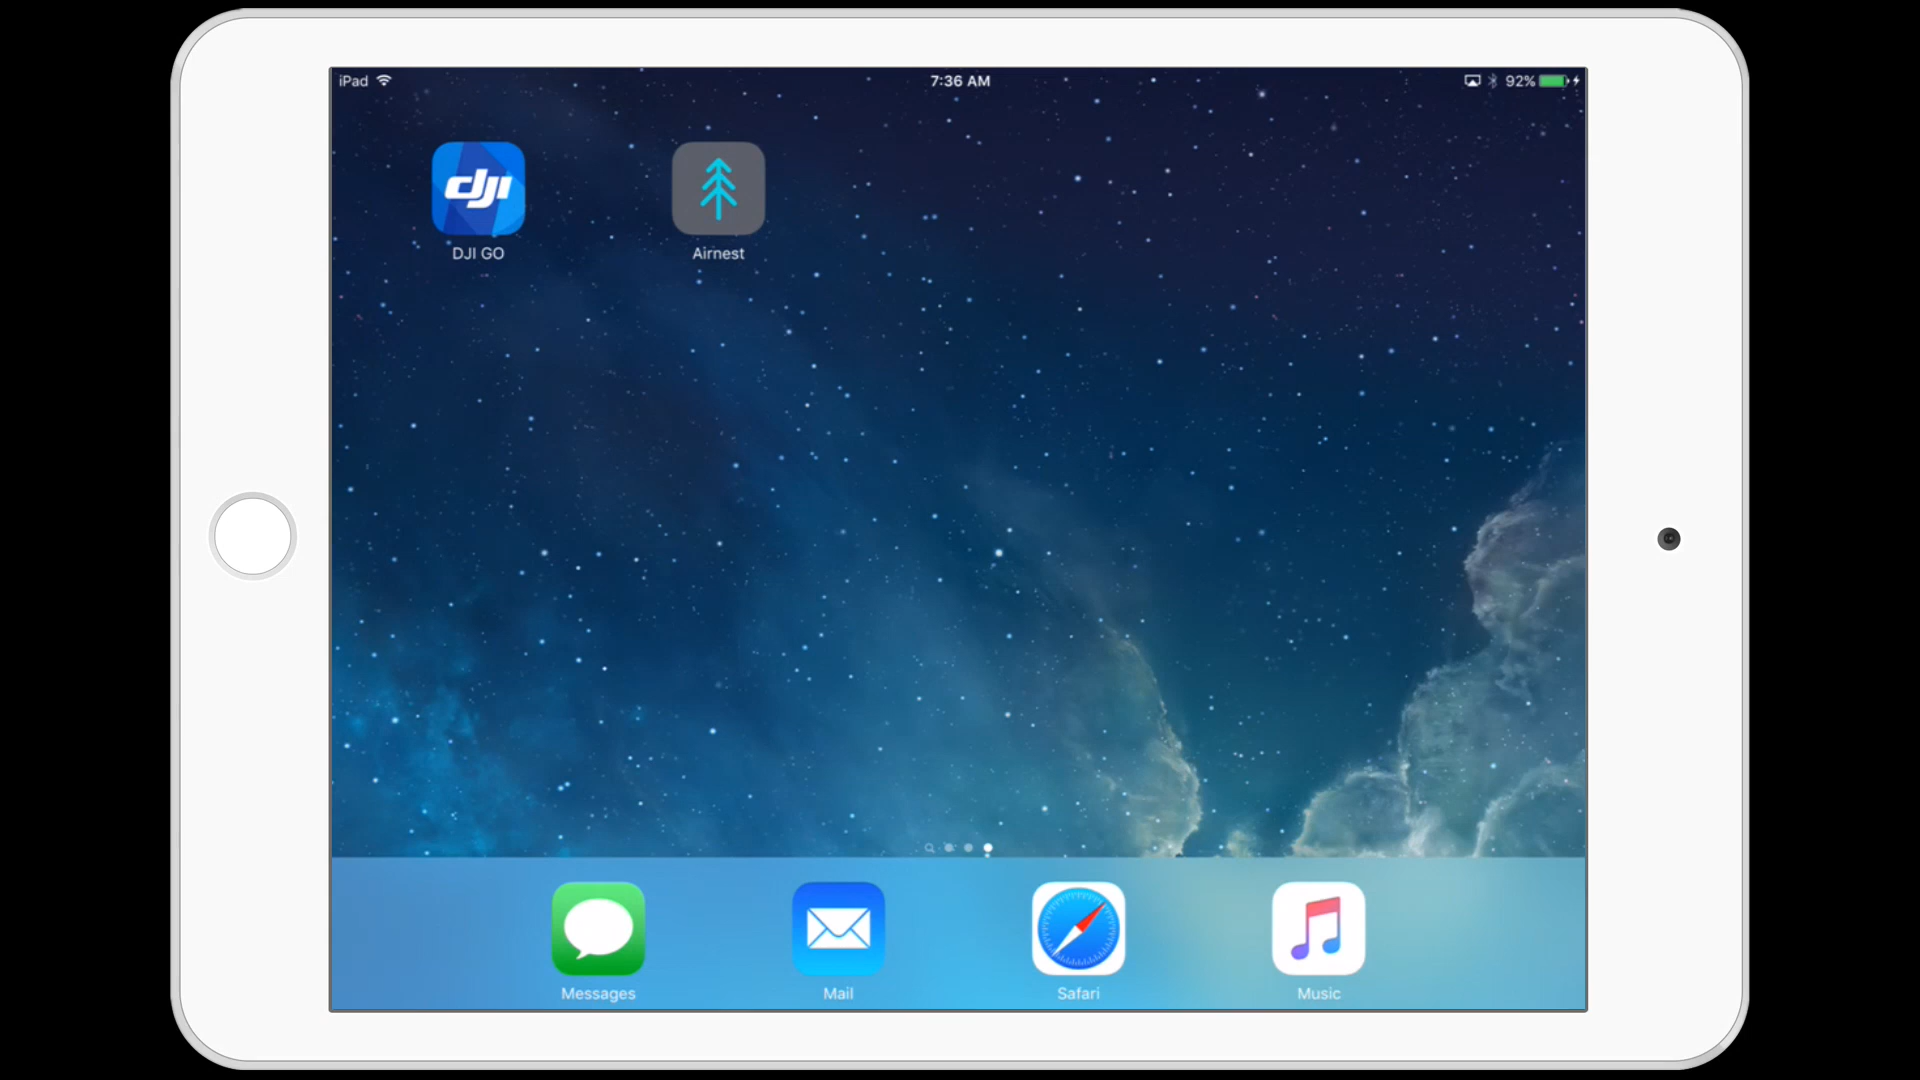 iPad
7:36 AM
92%
dji
DJI GO
Airnest
Messages
Mail
Safari
Music